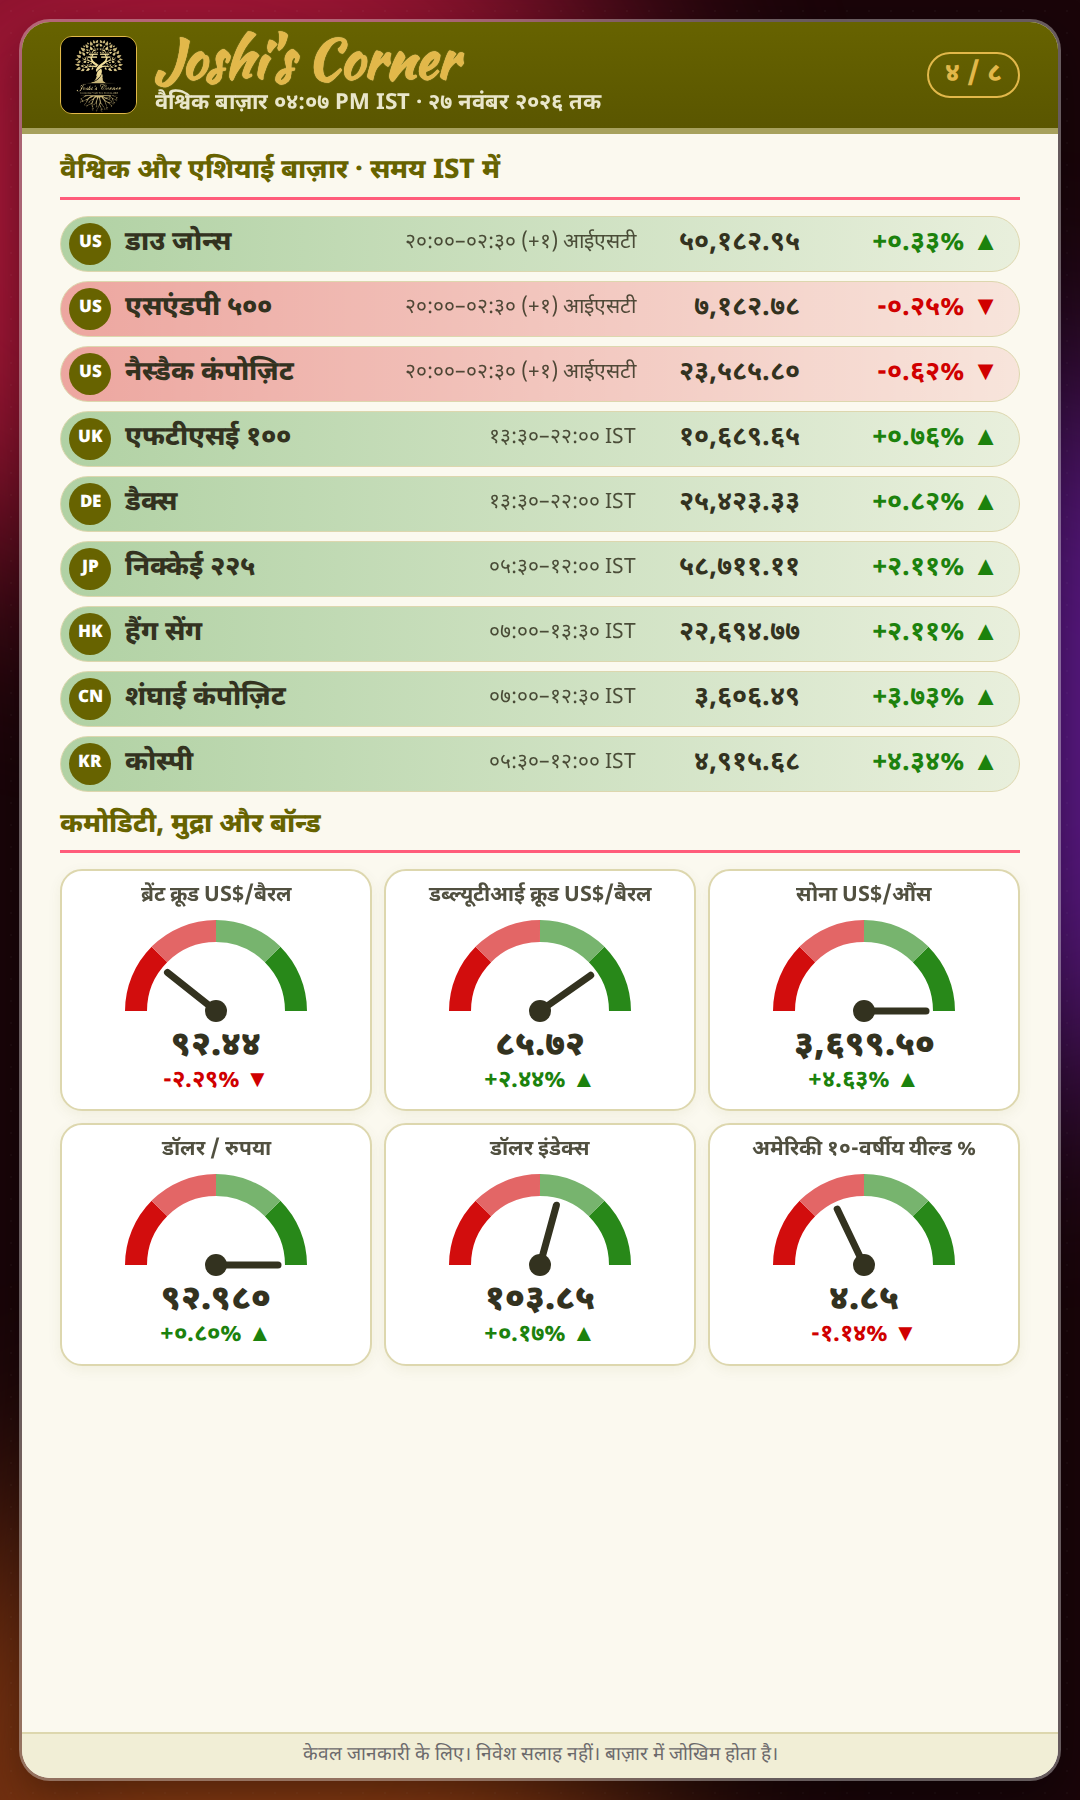 Joshi's Corner
Joshi's Corner
वैश्विक बाज़ार ०४:०७ PM IST · २७ नवंबर २०२६ तक
४ / ८
वैश्विक और एशियाई बाज़ार · समय IST में
US डाउ जोन्स २०:००–०२:३० (+१) आईएसटी ५०,१८२.९५ +०.३३% ▲
US एसएंडपी ५०० २०:००–०२:३० (+१) आईएसटी ७,१८२.७८ -०.२५% ▼
US नैस्डैक कंपोज़िट २०:००–०२:३० (+१) आईएसटी २३,५८५.८० -०.६२% ▼
UK एफटीएसई १०० १३:३०–२२:०० IST १०,६८९.६५ +०.७६% ▲
DE डैक्स १३:३०–२२:०० IST २५,४२३.३३ +०.८२% ▲
JP निक्केई २२५ ०५:३०–१२:०० IST ५८,७११.११ +२.११% ▲
HK हैंग सेंग ०७:००–१३:३० IST २२,६९४.७७ +२.११% ▲
CN शंघाई कंपोज़िट ०७:००–१२:३० IST ३,६०६.४९ +३.७३% ▲
KR कोस्पी ०५:३०–१२:०० IST ४,९१५.६८ +४.३४% ▲
कमोडिटी, मुद्रा और बॉन्ड
ब्रेंट क्रूड US$/बैरल
९२.४४
-२.२९% ▼
डब्ल्यूटीआई क्रूड US$/बैरल
८५.७२
+२.४४% ▲
सोना US$/औंस
३,६९९.५०
+४.६३% ▲
डॉलर / रुपया
९२.९८०
+०.८०% ▲
डॉलर इंडेक्स
१०३.८५
+०.१७% ▲
अमेरिकी १०-वर्षीय यील्ड %
४.८५
-१.१४% ▼
केवल जानकारी के लिए। निवेश सलाह नहीं। बाज़ार में जोखिम होता है।